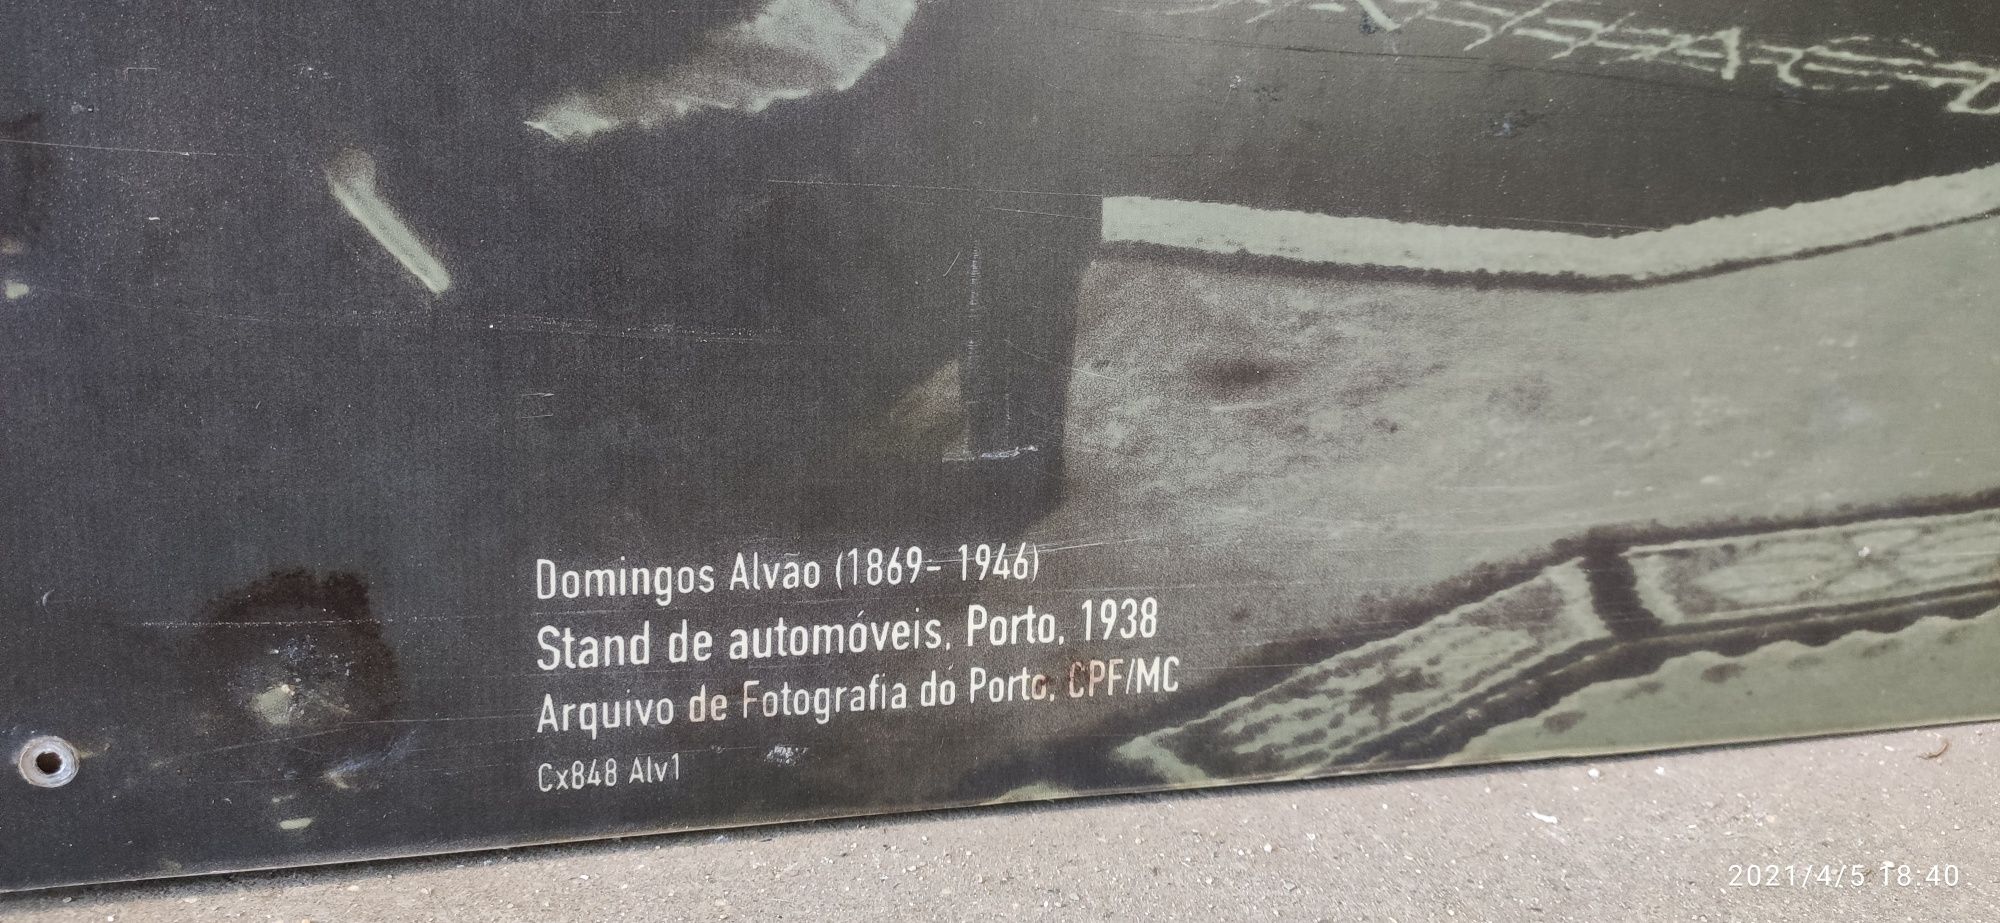 Domingos Alvão (1869- 1946)
Stand de automóveis, Porto, 1938
Arquivo de Fotografia do Porto, CPF/MC
Cx848 Alv1
2021/4/5 18:40